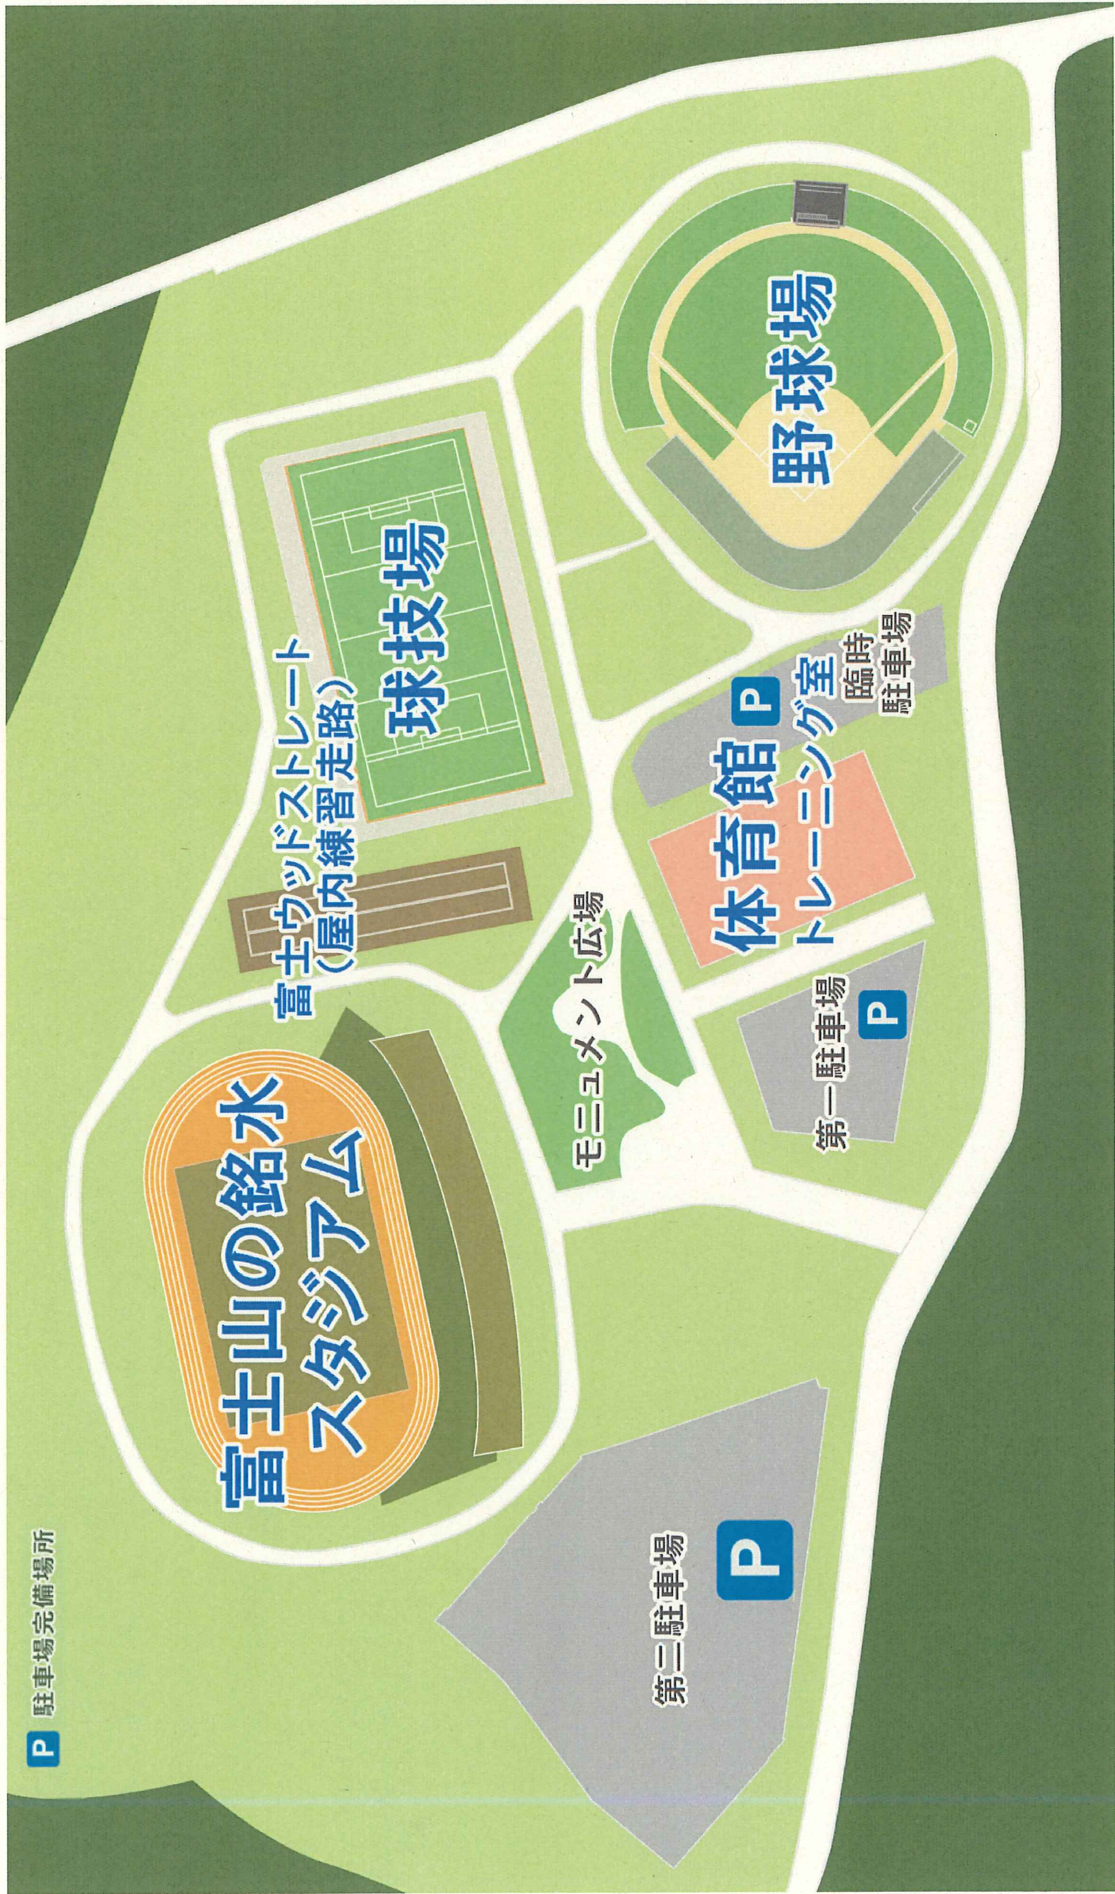 P 駐車場完備場所
富士山の銘水
スタジアム
富士ウッドストレート
（屋内練習走路）
球技場
野球場
モニュメント広場
体育館 P
トレーニング室
臨時
駐車場
第一駐車場
P
第二駐車場
P